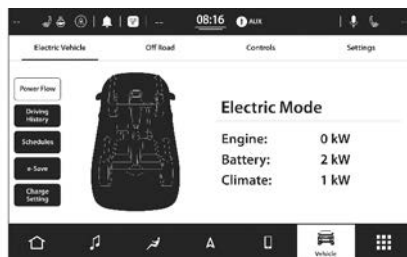 -- -- 08:16 AUX --
Electric Vehicle Off Road Controls Settings
Power Flow
Driving
History
Schedules
e-Save
Charge
Setting
Electric Mode
Engine: 0 kW
Battery: 2 kW
Climate: 1 kW
Vehicle